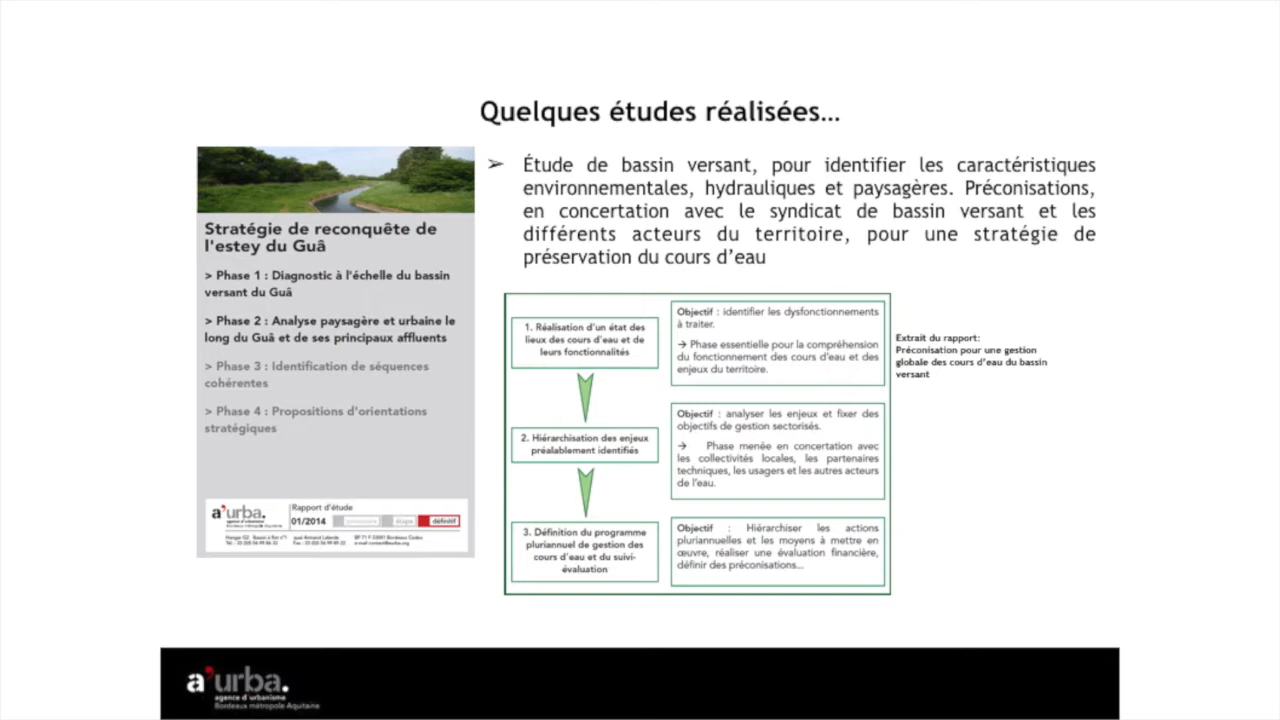 Quelques études réalisées...
Stratégie de reconquête de
l'estey du Guâ
> Phase 1 : Diagnostic à l'échelle du bassin
versant du Guâ
> Phase 2 : Analyse paysagère et urbaine le
long du Guâ et de ses principaux affluents
> Phase 3 : Identification de séquences
cohérentes
> Phase 4 : Propositions d'orientations
stratégiques
a'urba.
agence d'urbanisme
Bordeaux métropole Aquitaine
Rapport d'étude
01/2014
étape
définitif
➢ Étude de bassin versant, pour identifier les caractéristiques
environnementales, hydrauliques et paysagères. Préconisations,
en concertation avec le syndicat de bassin versant et les
différents acteurs du territoire, pour une stratégie de
préservation du cours d'eau
1. Réalisation d'un état des
lieux des cours d'eau et de
leurs fonctionnalités
Objectif : identifier les dysfonctionnements
à traiter.
→ Phase essentielle pour la compréhension
du fonctionnement des cours d'eau et des
enjeux du territoire.
2. Hiérarchisation des enjeux
préalablement identifiés
Objectif : analyser les enjeux et fixer des
objectifs de gestion sectorisés.
→ Phase menée en concertation avec
les collectivités locales, les partenaires
techniques, les usagers et les autres acteurs
de l'eau.
3. Définition du programme
pluriannuel de gestion des
cours d'eau et du suivi-
évaluation
Objectif : Hiérarchiser les actions
pluriannuelles et les moyens à mettre en
œuvre, réaliser une évaluation financière,
définir des préconisations...
Extrait du rapport:
Préconisation pour une gestion
globale des cours d'eau du bassin
versant
a'urba.
agence d'urbanisme
Bordeaux métropole Aquitaine